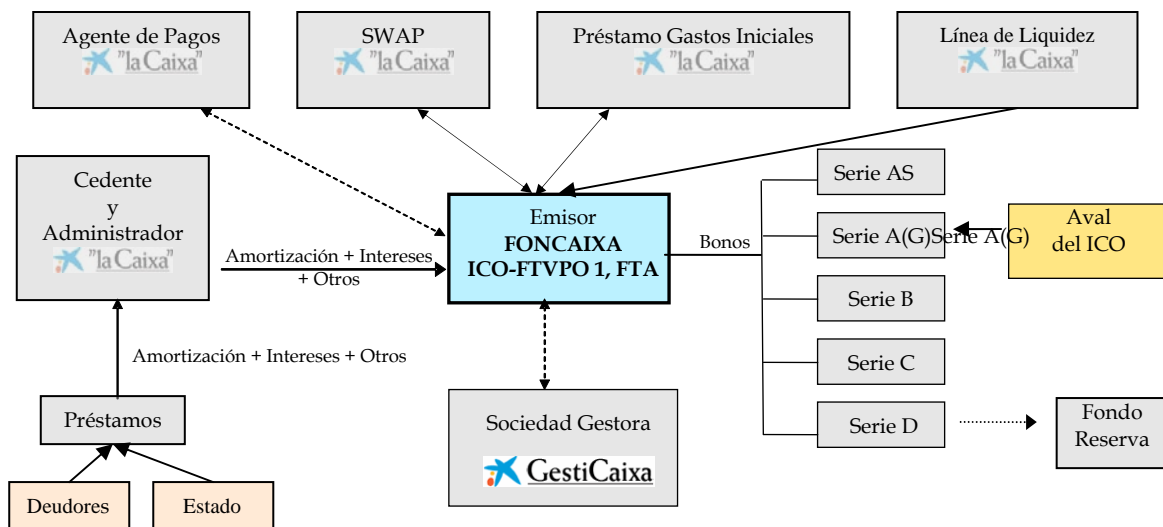 Agente de Pagos
"la Caixa"
SWAP
"la Caixa"
Préstamo Gastos Iniciales
"la Caixa"
Línea de Liquidez
"la Caixa"
Cedente
y
Administrador
"la Caixa"
Amortización + Intereses
+ Otros
Emisor
FONCAIXA
ICO-FTVPO 1, FTA
Bonos
Serie AS
Serie A(G)Serie A(G)
Serie B
Serie C
Serie D
Aval
del ICO
Fondo
Reserva
Amortización + Intereses + Otros
Préstamos
Deudores
Estado
Sociedad Gestora
GestiCaixa